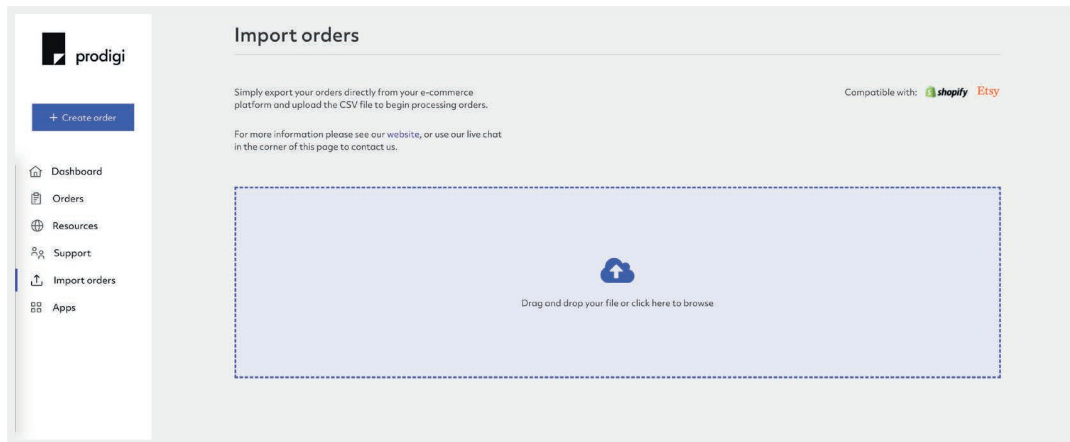 prodigi
+ Create order
Dashboard
Orders
Resources
Support
Import orders
Apps
Import orders
Simply export your orders directly from your e-commerce
platform and upload the CSV file to begin processing orders.
For more information please see our website, or use our live chat
in the corner of this page to contact us.
Compatible with: shopify Etsy
Drag and drop your file or click here to browse